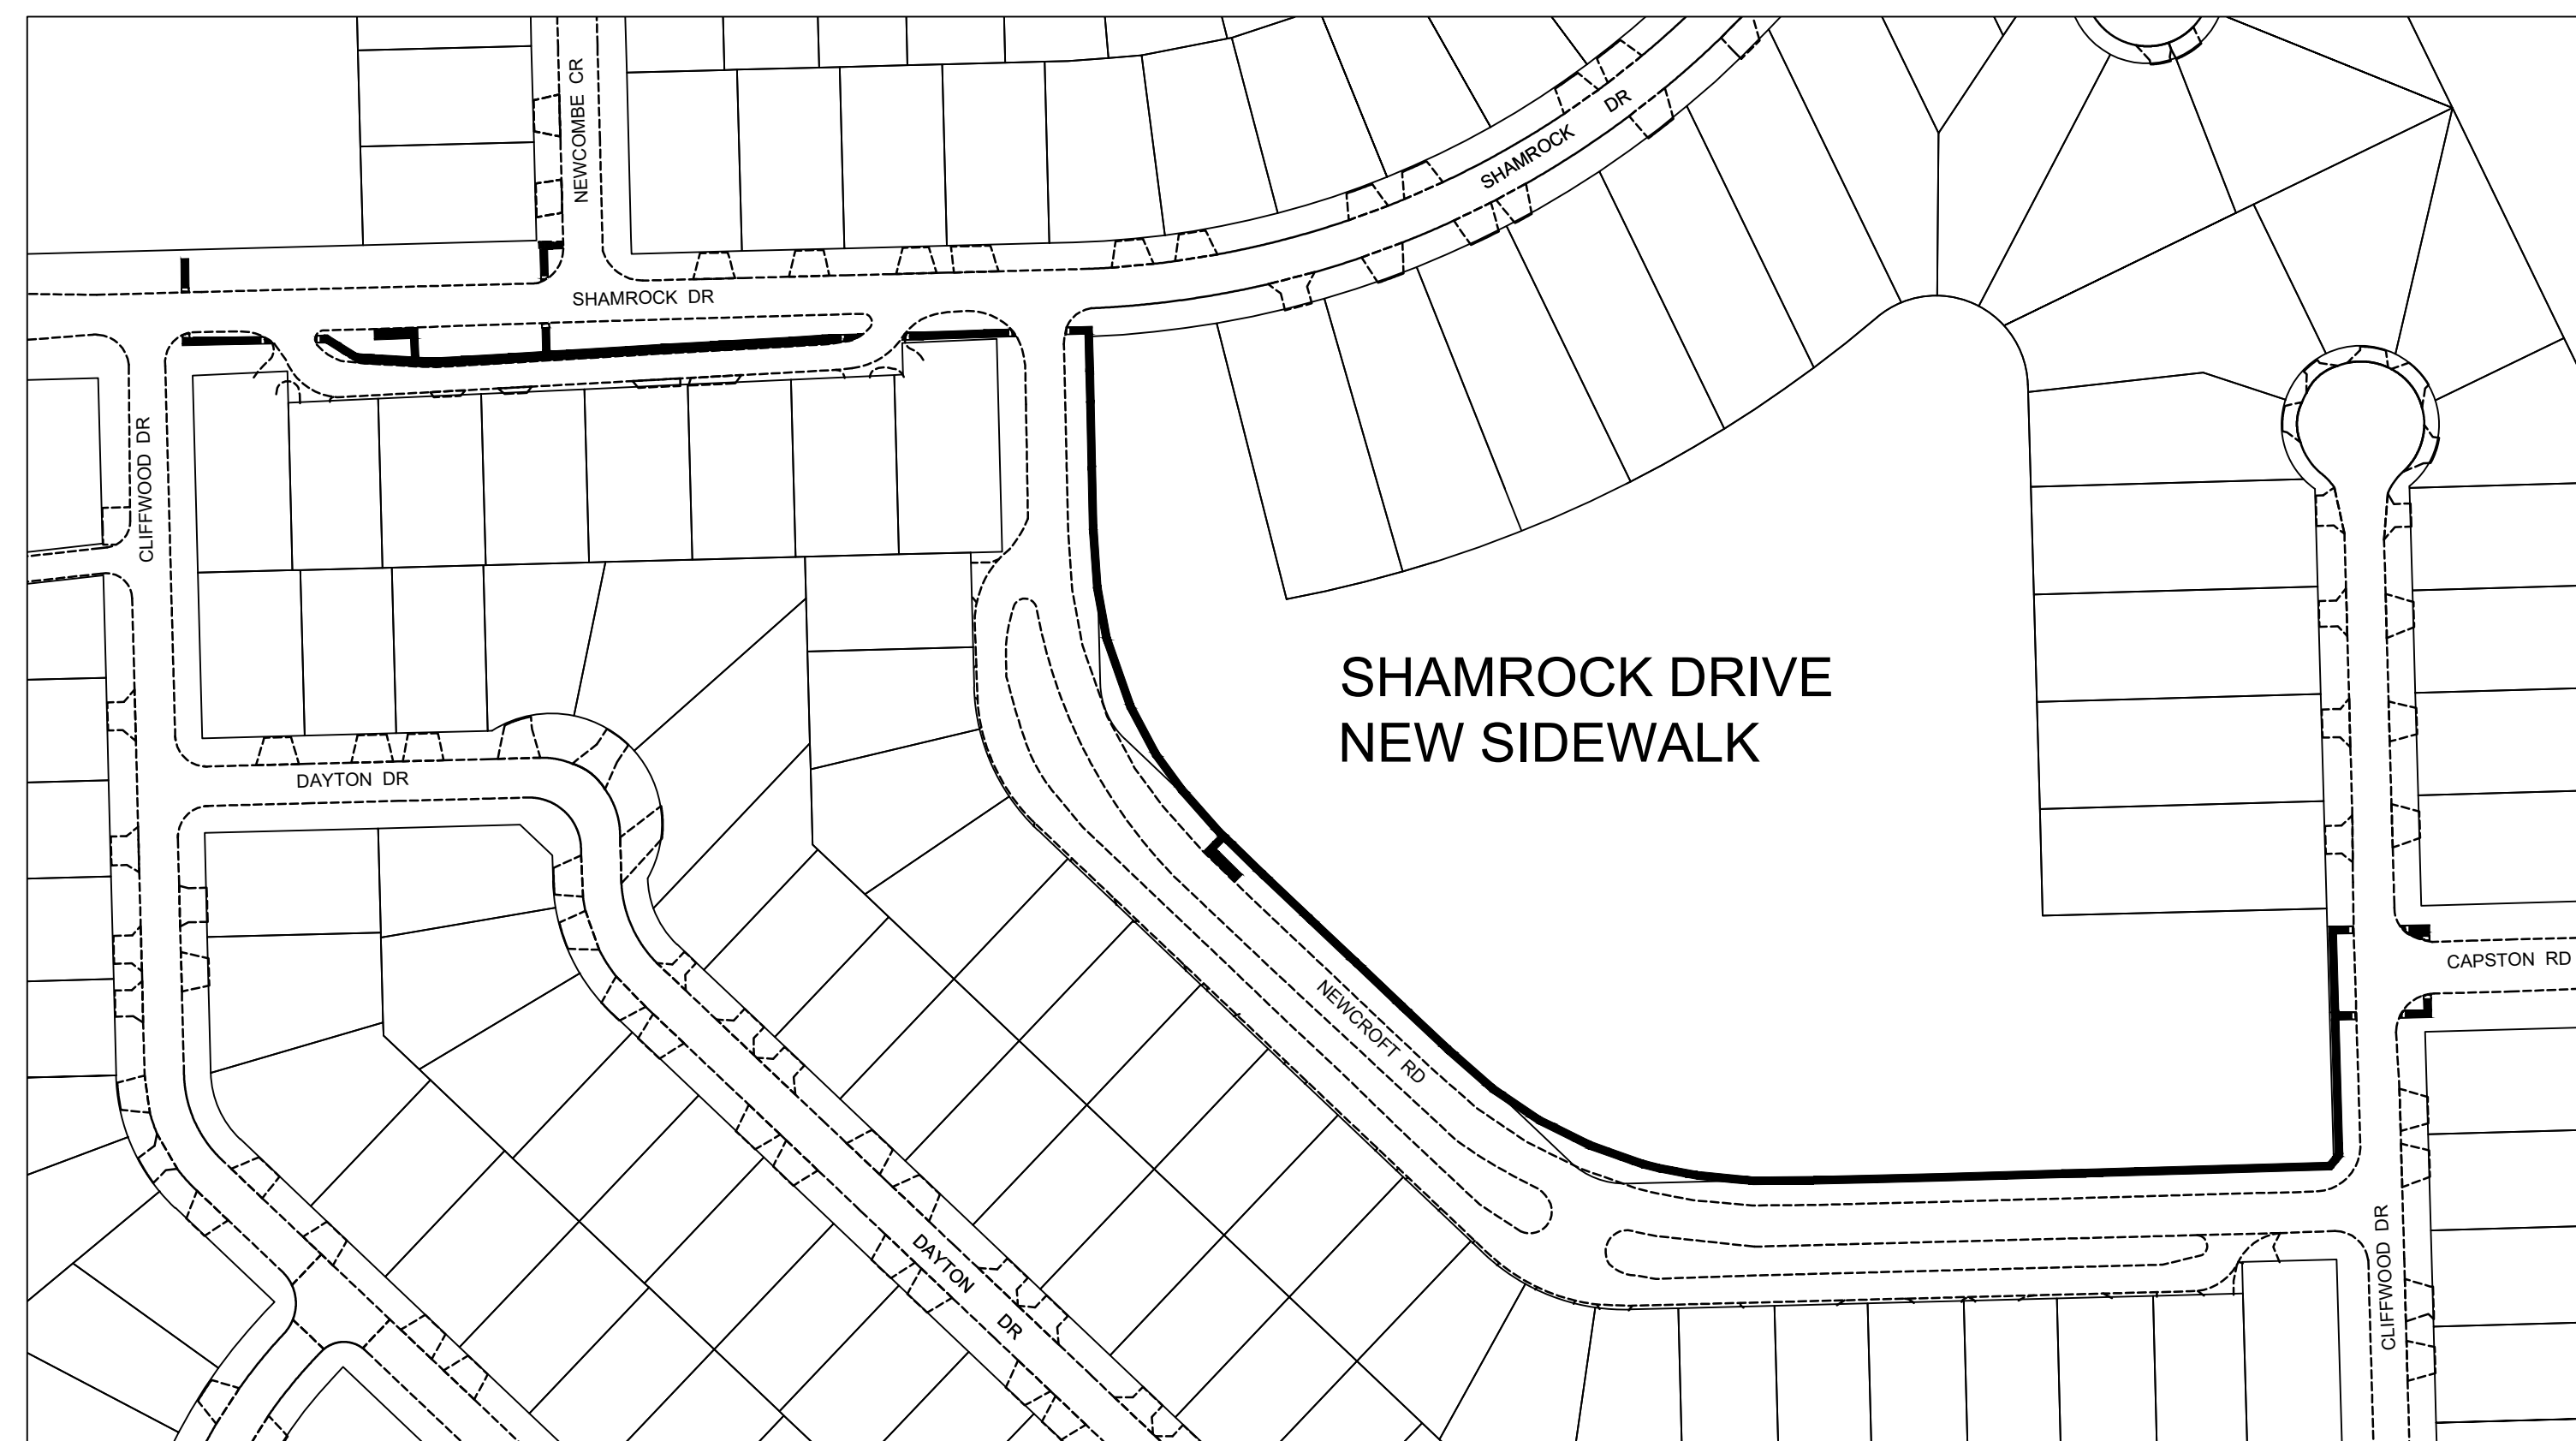 NEWCOMBE CR
SHAMROCK DR
SHAMROCK DR
CLIFFWOOD DR
SHAMROCK DRIVE
NEW SIDEWALK
DAYTON DR
CAPSTON RD
NEWCROFT RD
DAYTON DR
CLIFFWOOD DR